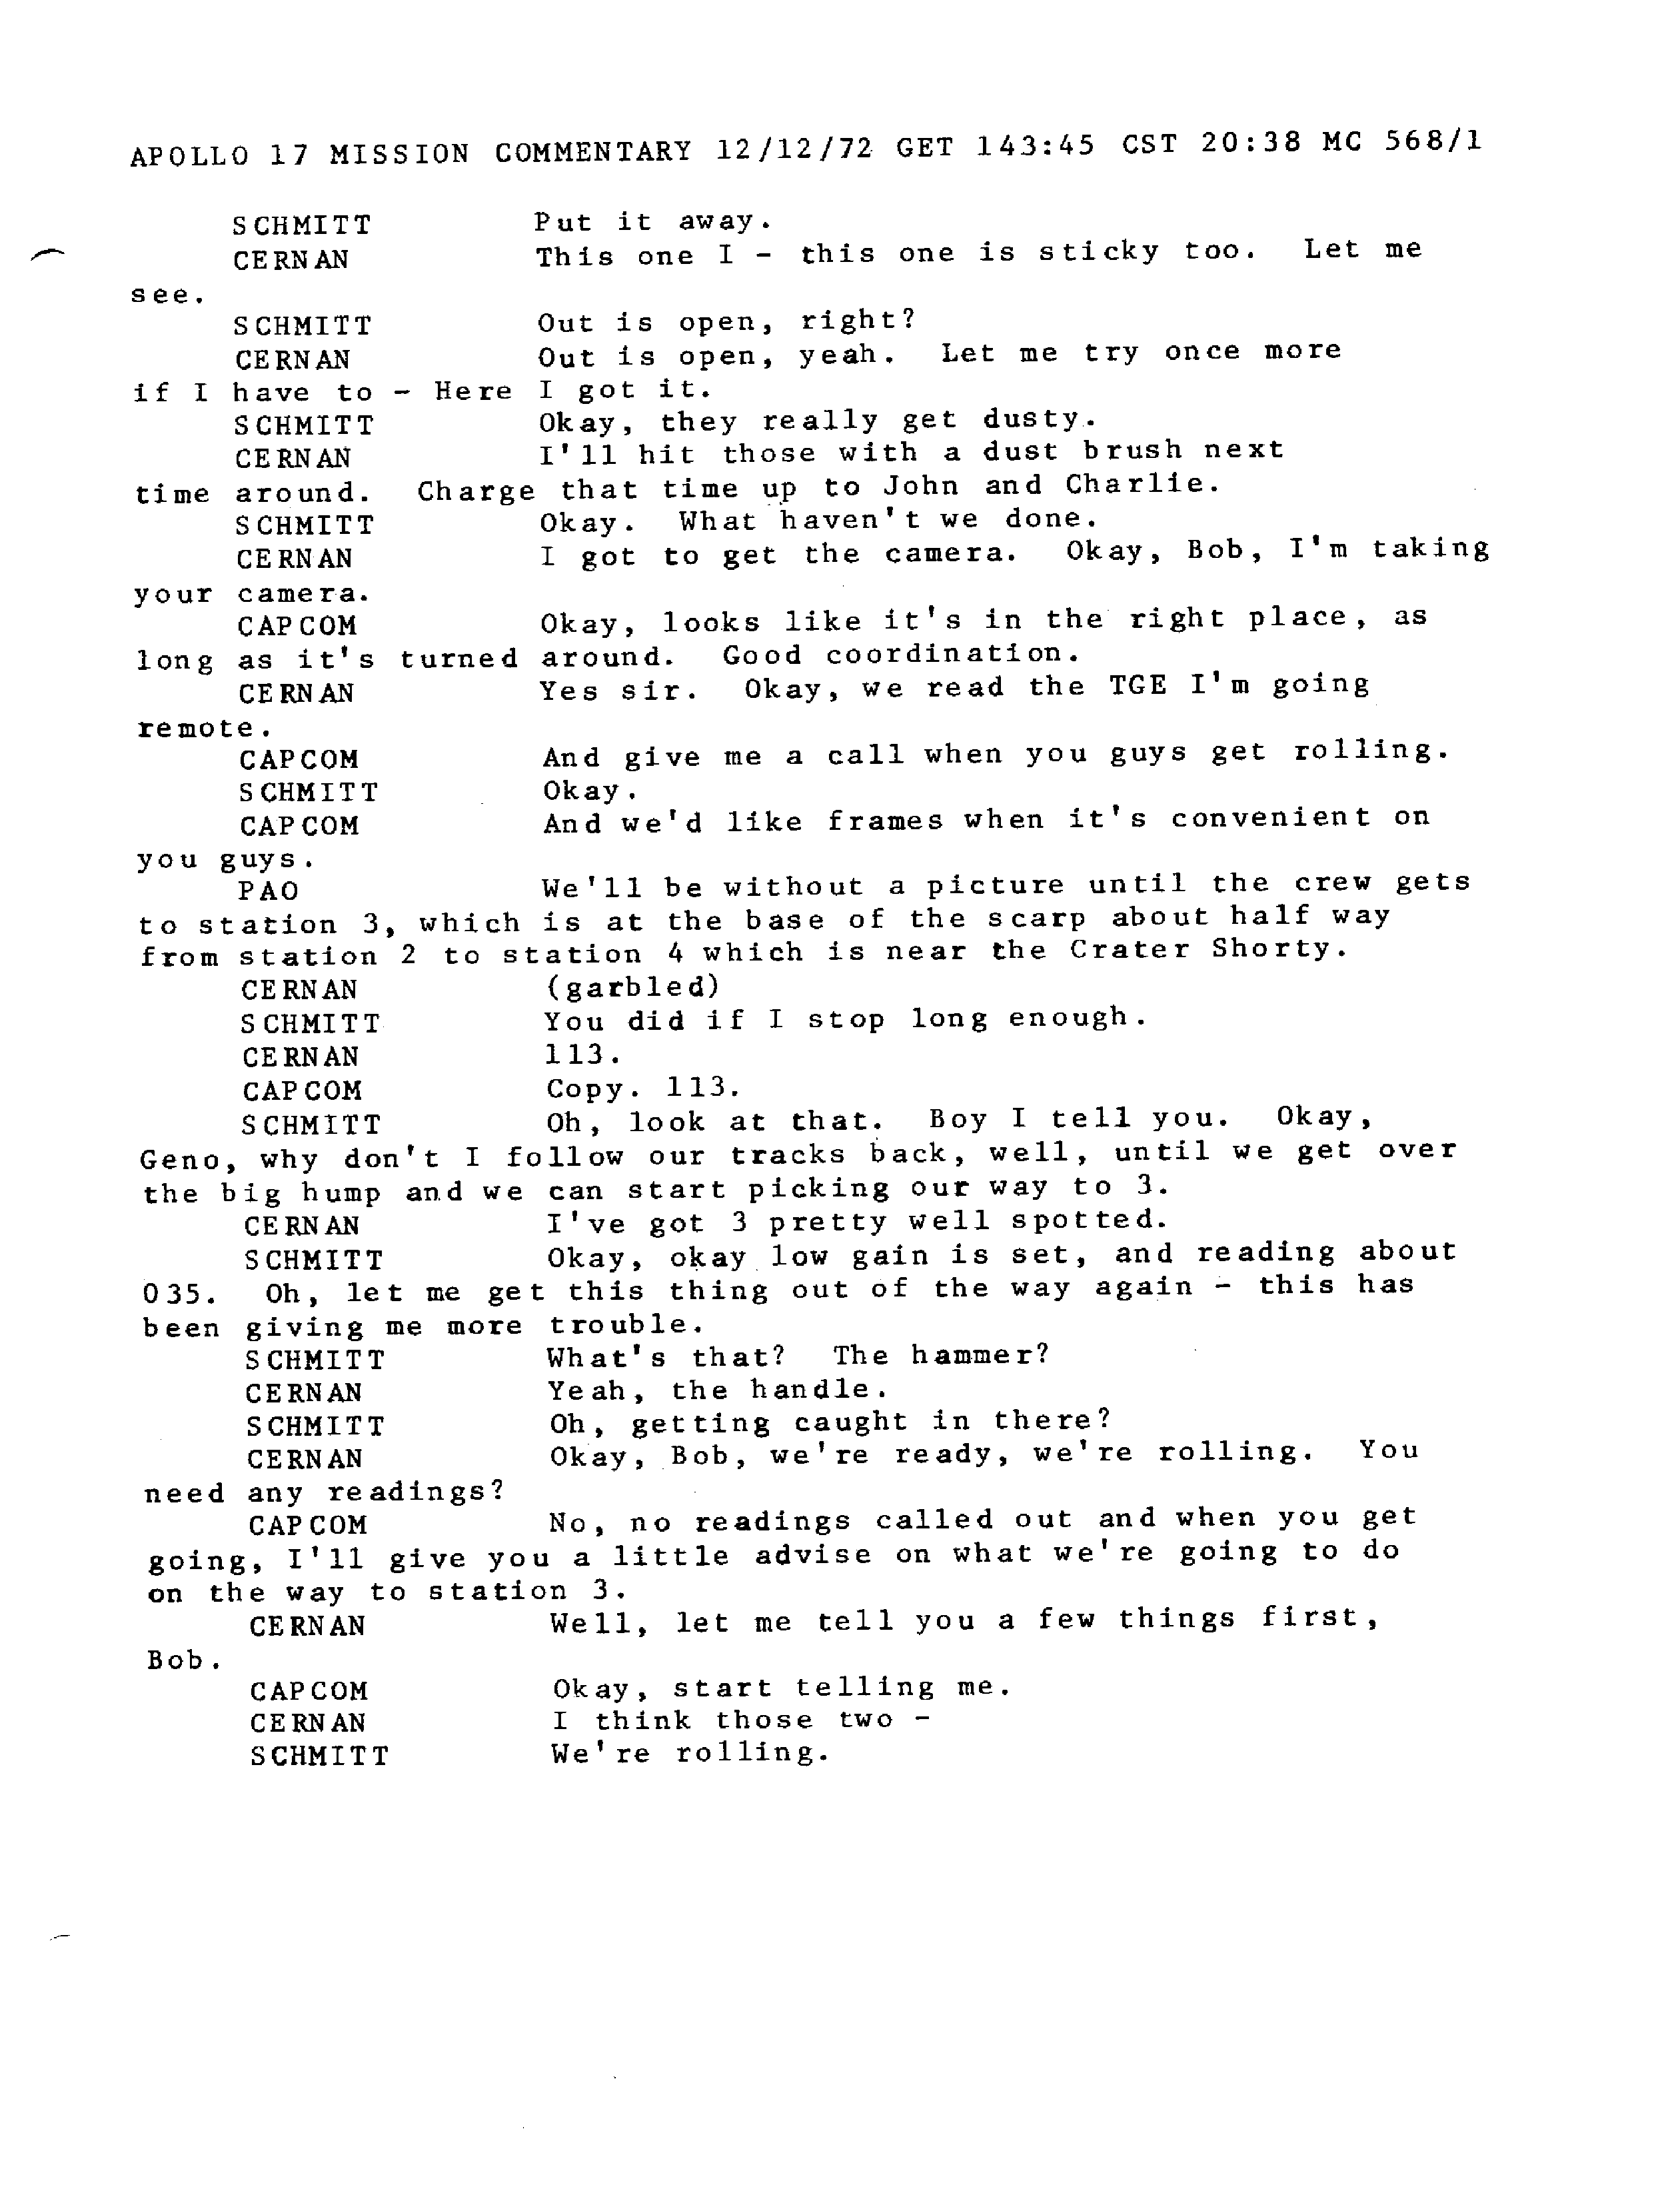 APOLLO 17 MISSION COMMENTARY 12/12/72 GET 143:45 CST 20:38 MC 568/1
SCHMITT Put it away.
CERNAN This one I - this one is sticky too. Let me
see.
SCHMITT Out is open, right?
CERNAN Out is open, yeah. Let me try once more
if I have to - Here I got it.
SCHMITT Okay, they really get dusty.
CERNAN I'll hit those with a dust brush next
time around. Charge that time up to John and Charlie.
SCHMITT Okay. What haven't we done.
CERNAN I got to get the camera. Okay, Bob, I'm taking
your camera.
CAPCOM Okay, looks like it's in the right place, as
long as it's turned around. Good coordination.
CERNAN Yes sir. Okay, we read the TGE I'm going
remote.
CAPCOM And give me a call when you guys get rolling.
SCHMITT Okay.
CAPCOM And we'd like frames when it's convenient on
you guys.
PAO We'll be without a picture until the crew gets
to station 3, which is at the base of the scarp about half way
from station 2 to station 4 which is near the Crater Shorty.
CERNAN (garbled)
SCHMITT You did if I stop long enough.
CERNAN 113.
CAPCOM Copy. 113.
SCHMITT Oh, look at that. Boy I tell you. Okay,
Geno, why don't I follow our tracks back, well, until we get over
the big hump and we can start picking our way to 3.
CERNAN I've got 3 pretty well spotted.
SCHMITT Okay, okay low gain is set, and reading about
035. Oh, let me get this thing out of the way again - this has
been giving me more trouble.
SCHMITT What's that? The hammer?
CERNAN Yeah, the handle.
SCHMITT Oh, getting caught in there?
CERNAN Okay, Bob, we're ready, we're rolling. You
need any readings?
CAPCOM No, no readings called out and when you get
going, I'll give you a little advise on what we're going to do
on the way to station 3.
CERNAN Well, let me tell you a few things first,
Bob.
CAPCOM Okay, start telling me.
CERNAN I think those two -
SCHMITT We're rolling.